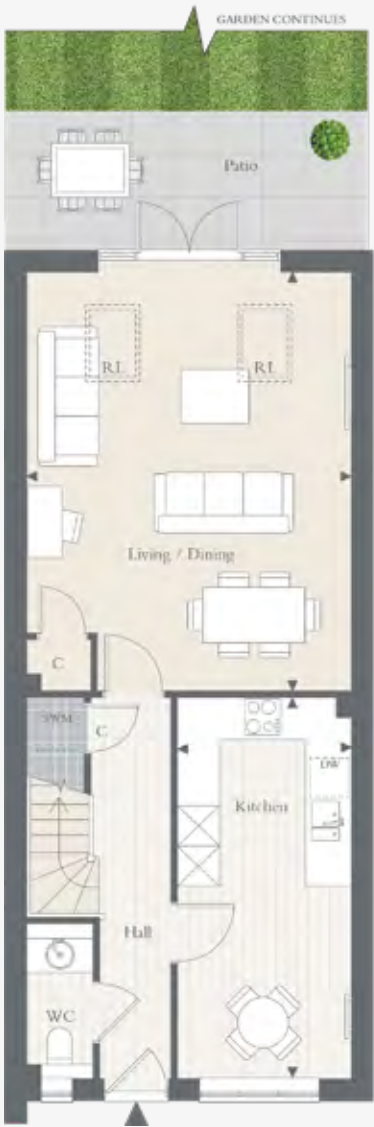 GARDEN CONTINUES
Patio
RL RL
Living / Dining
C
SWM
C
DW
Kitchen
Hall
WC